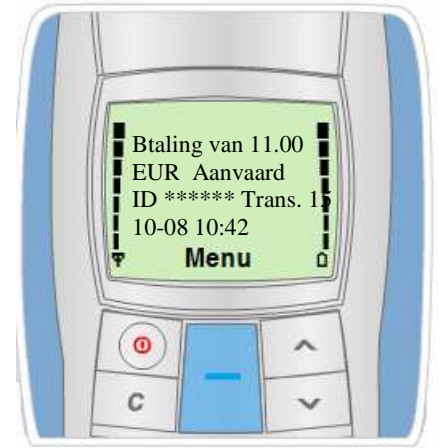 Btaling van 11.00
EUR Aanvaard
ID ****** Trans. 15
10-08 10:42
Menu
C